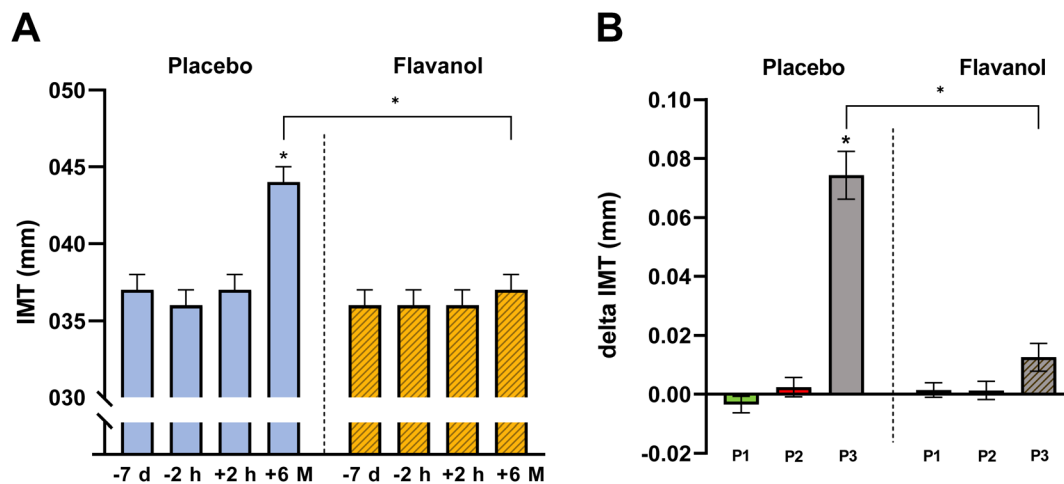 A
Placebo
Flavanol
050
045
040
035
030
IMT (mm)
*
*
-7 d
-2 h
+2 h
+6 M
-7 d
-2 h
+2 h
+6 M
B
Placebo
Flavanol
0.10
0.08
0.06
0.04
0.02
0.00
-0.02
delta IMT (mm)
*
*
P1
P2
P3
P1
P2
P3